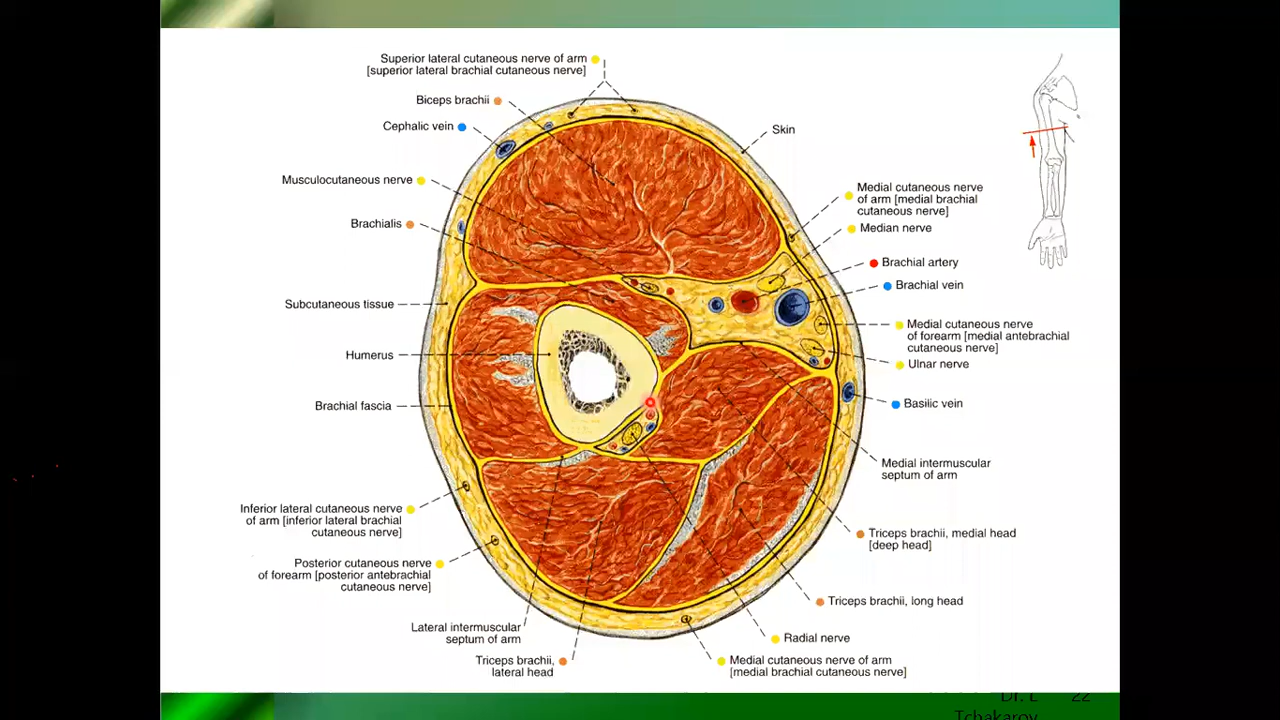 Superior lateral cutaneous nerve of arm
[superior lateral brachial cutaneous nerve]
Biceps brachii
Cephalic vein
Musculocutaneous nerve
Brachialis
Subcutaneous tissue
Humerus
Brachial fascia
Inferior lateral cutaneous nerve
of arm [inferior lateral brachial
cutaneous nerve]
Posterior cutaneous nerve
of forearm [posterior antebrachial
cutaneous nerve]
Lateral intermuscular
septum of arm
Triceps brachii,
lateral head
Skin
Medial cutaneous nerve
of arm [medial brachial
cutaneous nerve]
Median nerve
Brachial artery
Brachial vein
Medial cutaneous nerve
of forearm [medial antebrachial
cutaneous nerve]
Ulnar nerve
Basilic vein
Medial intermuscular
septum of arm
Triceps brachii, medial head
[deep head]
Triceps brachii, long head
Radial nerve
Medial cutaneous nerve of arm
[medial brachial cutaneous nerve]
Dr. L 22
Tchakarov